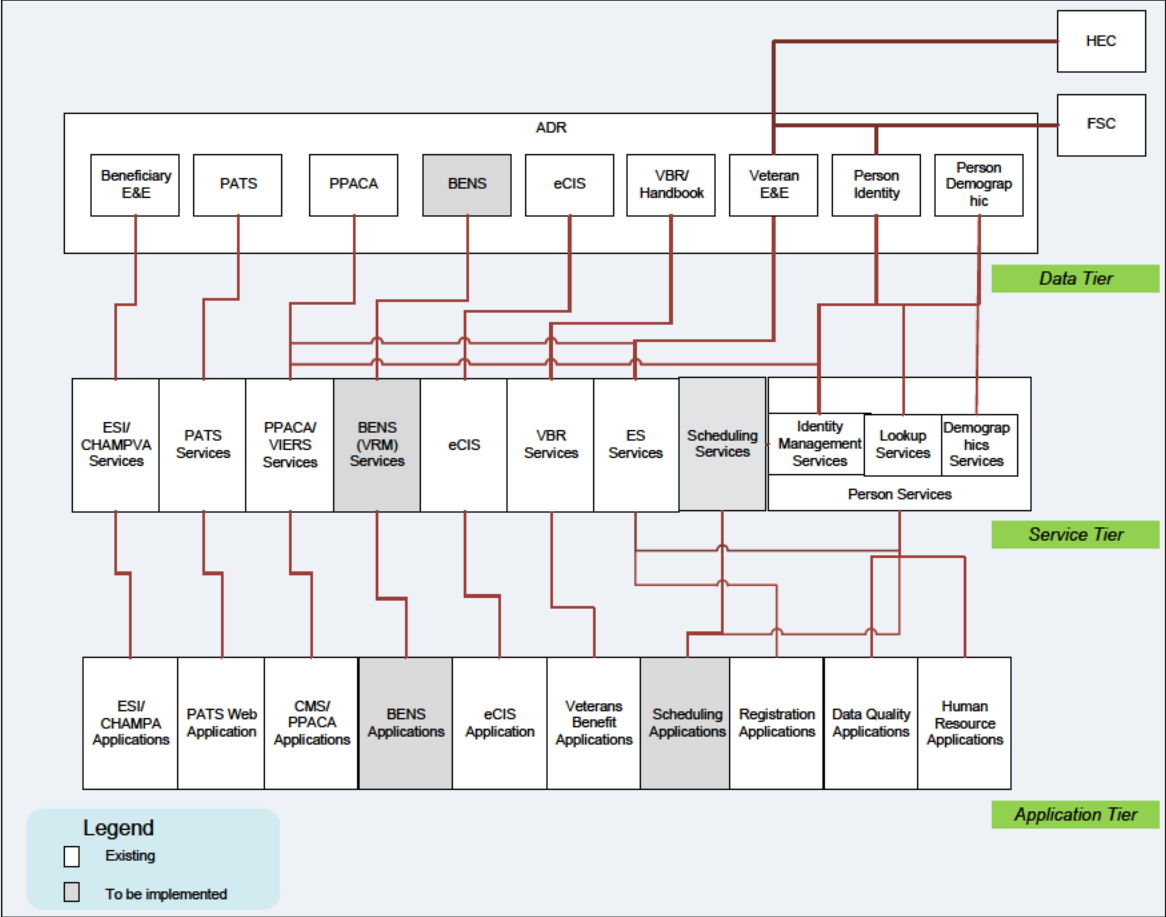 HEC
FSC
ADR
Beneficiary
E&E
PATS
PPACA
BENS
eCIS
VBR/
Handbook
Veteran
E&E
Person
Identity
Person
Demograp
hic
Data Tier
ESI/
CHAMPVA
Services
PATS
Services
PPACA/
VIERS
Services
BENS
(VRM)
Services
eCIS
VBR
Services
ES
Services
Scheduling
Services
Identity
Management
Services
Lookup
Services
Demograp
hics
Services
Person Services
Service Tier
ESI/
CHAMPA
Applications
PATS Web
Application
CMS/
PPACA
Applications
BENS
Applications
eCIS
Application
Veterans
Benefit
Applications
Scheduling
Applications
Registration
Applications
Data Quality
Applications
Human
Resource
Applications
Application Tier
Legend
Existing
To be implemented